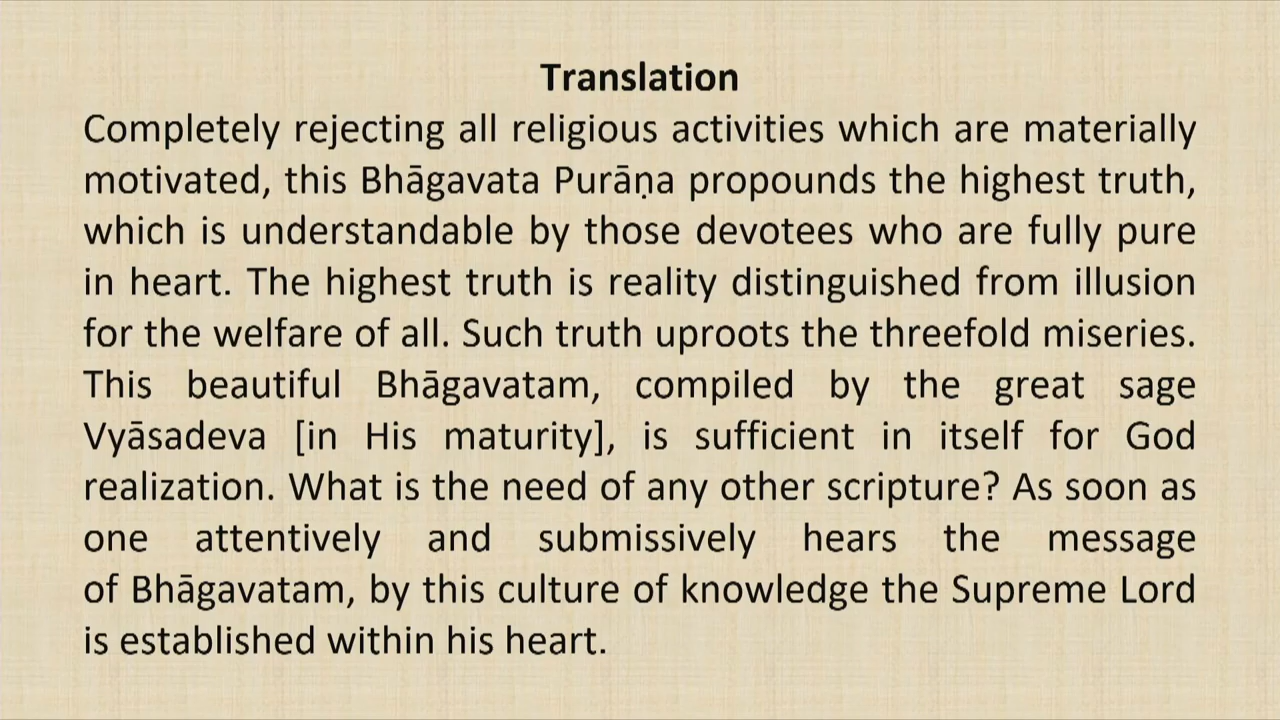 Translation
Completely rejecting all religious activities which are materially
motivated, this Bhāgavata Purāṇa propounds the highest truth,
which is understandable by those devotees who are fully pure
in heart. The highest truth is reality distinguished from illusion
for the welfare of all. Such truth uproots the threefold miseries.
This beautiful Bhāgavatam, compiled by the great sage
Vyāsadeva [in His maturity], is sufficient in itself for God
realization. What is the need of any other scripture? As soon as
one attentively and submissively hears the message
of Bhāgavatam, by this culture of knowledge the Supreme Lord
is established within his heart.